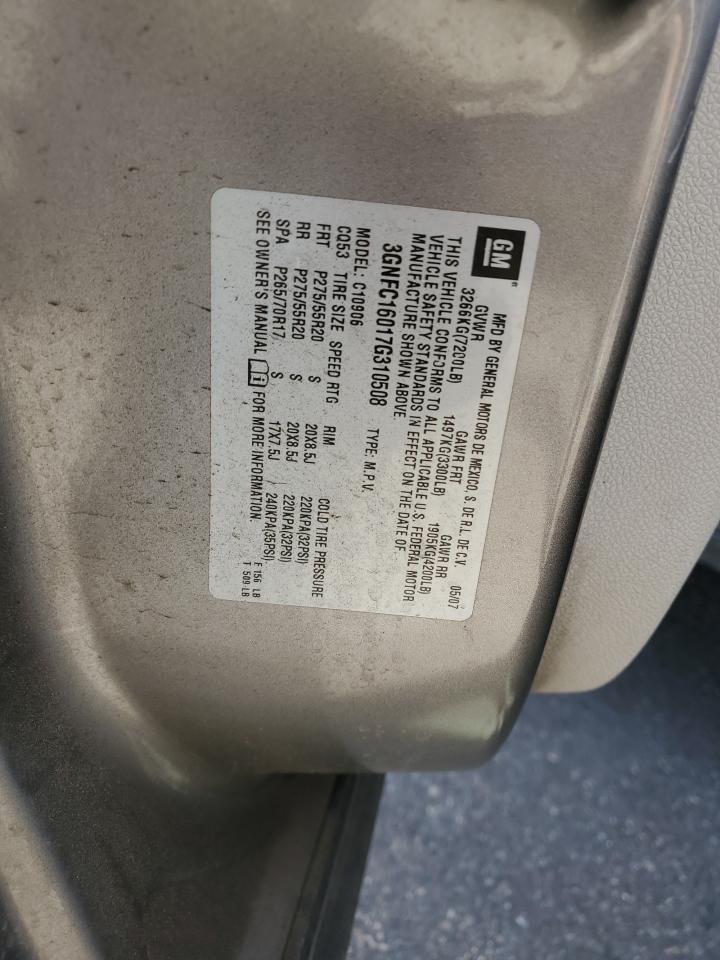 GM
MFD BY GENERAL MOTORS DE MEXICO, S. DE R.L. DE C.V. 05/07
GVWR GAWR FRT GAWR RR
3266KG(7200LB) 1497KG(3300LB) 1905KG(4200LB)
THIS VEHICLE CONFORMS TO ALL APPLICABLE U.S. FEDERAL MOTOR
VEHICLE SAFETY STANDARDS IN EFFECT ON THE DATE OF
MANUFACTURE SHOWN ABOVE.
3GNFC16017G310508 TYPE: M.P.V.
MODEL: C10906
CQ53 TIRE SIZE SPEED RTG RIM COLD TIRE PRESSURE
FRT P275/55R20 S 20X8.5J 220KPA(32PSI)
RR P275/55R20 S 20X8.5J 220KPA(32PSI)
SPA P265/70R17 S 17X7.5J 240KPA(35PSI)
SEE OWNER'S MANUAL FOR MORE INFORMATION. F 156 LB
T 509 LB